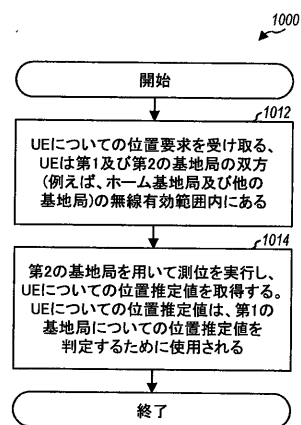 1000
開始
1012
UEについての位置要求を受け取る、
UEは第1及び第2の基地局の双方
(例えば、ホーム基地局及び他の
基地局)の無線有効範囲内にある
1014
第2の基地局を用いて測位を実行し、
UEについての位置推定値を取得する。
UEについての位置推定値は、第1の
基地局についての位置推定値を
判定するために使用される
終了